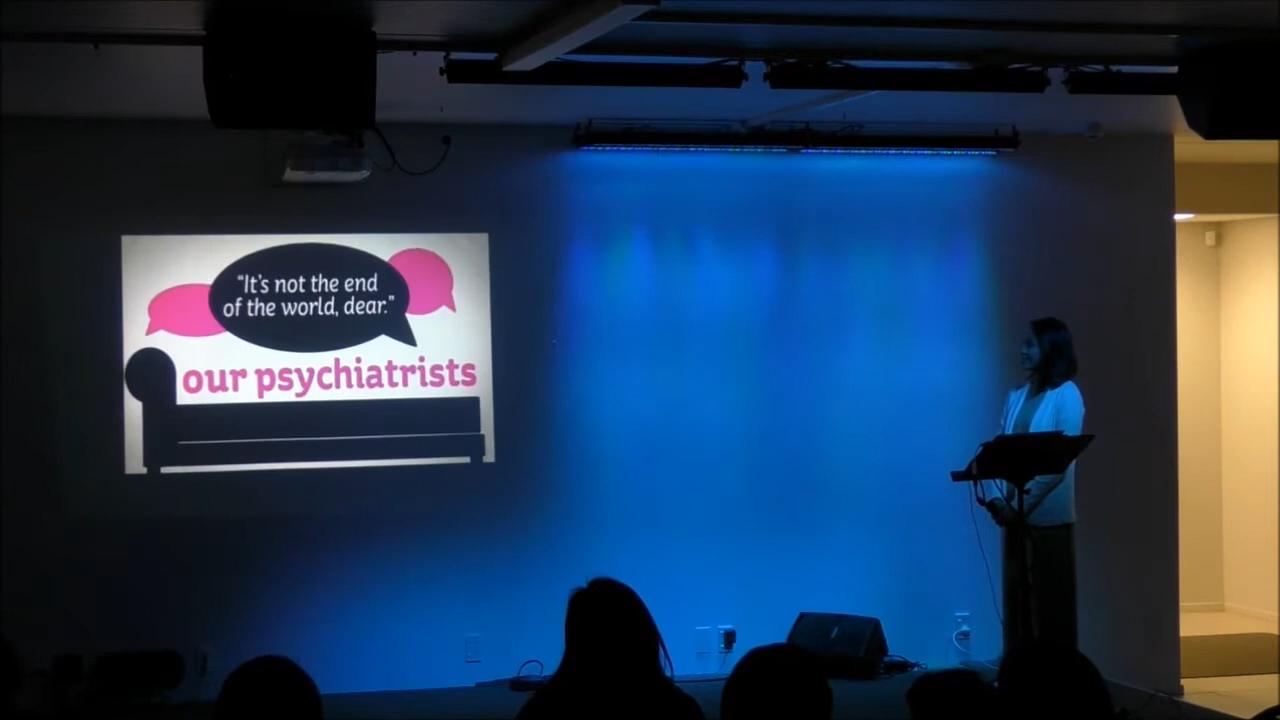 “It’s not the end
of the world, dear.”
our psychiatrists